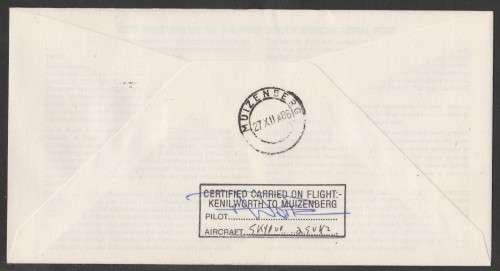 MUIZENBERG
27 XII 86
CERTIFIED CARRIED ON FLIGHT:-
KENILWORTH TO MUIZENBERG
PILOT
AIRCRAFT